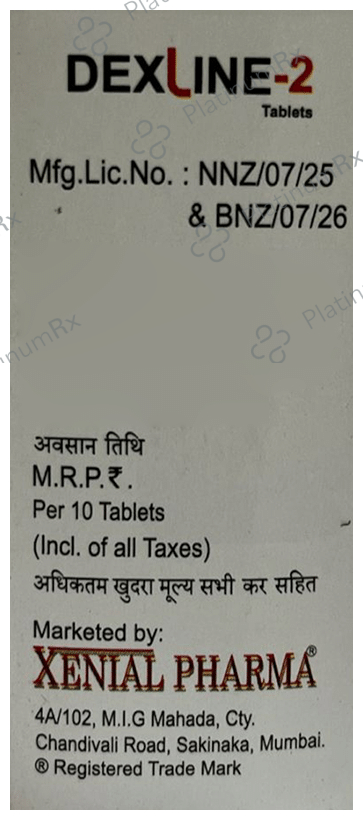 DEXLINE-2
Tablets
Mfg.Lic.No. : NNZ/07/25
& BNZ/07/26
अवसान तिथि
M.R.P.₹.
Per 10 Tablets
(Incl. of all Taxes)
अधिकतम खुदरा मूल्य सभी कर सहित
Marketed by:
XENIAL PHARMA®
4A/102, M.I.G Mahada, Cty.
Chandivali Road, Sakinaka, Mumbai.
® Registered Trade Mark
PlatinumRx